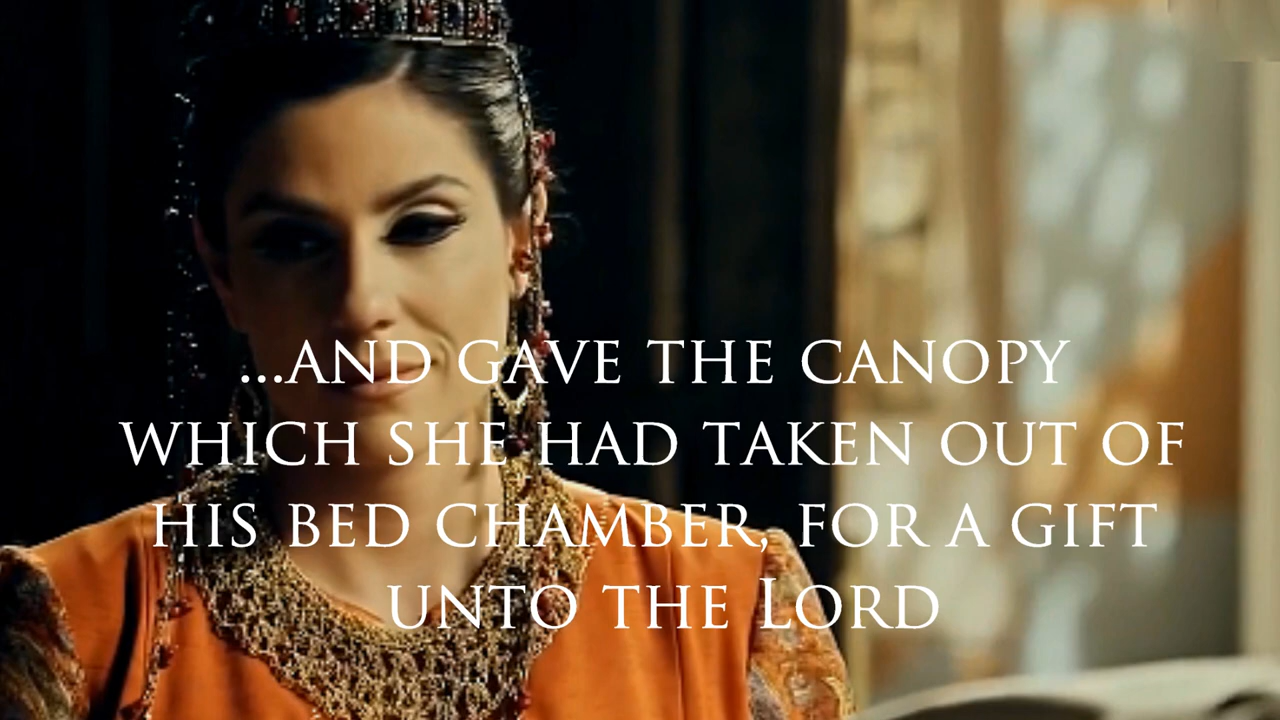 ...AND GAVE THE CANOPY
WHICH SHE HAD TAKEN OUT OF
HIS BED CHAMBER, FOR A GIFT
UNTO THE LORD